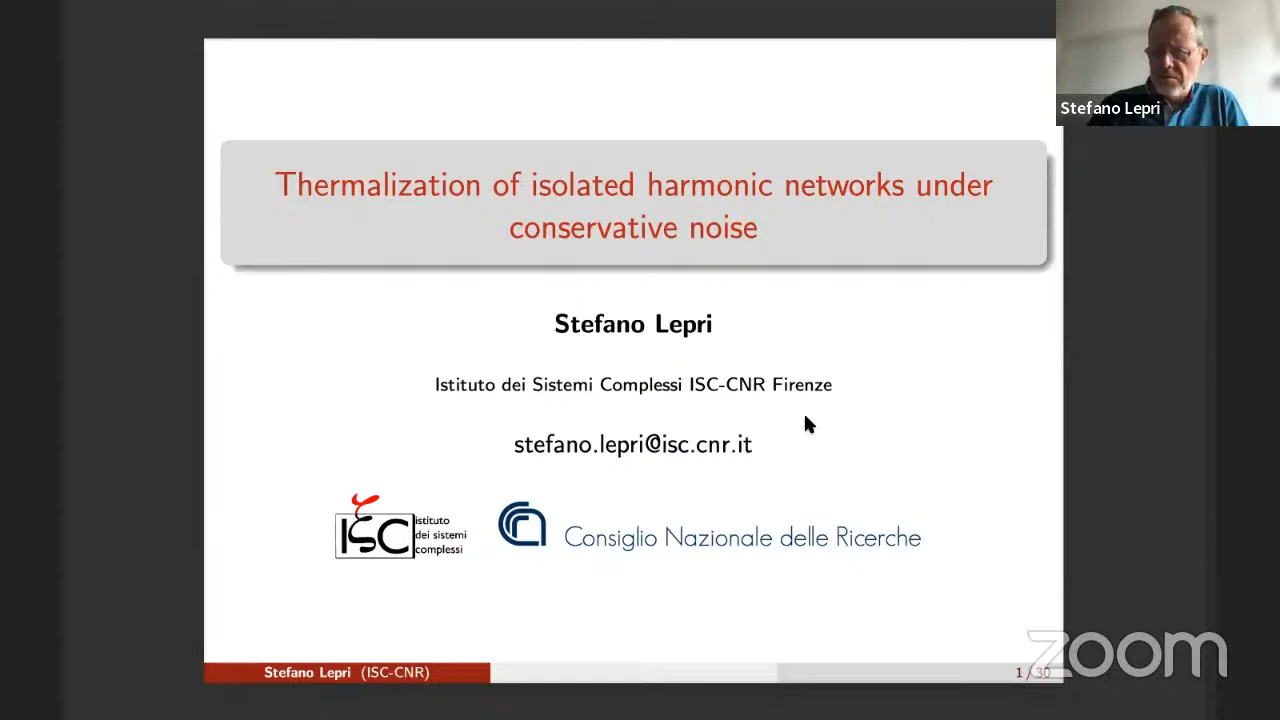 Thermalization of isolated harmonic networks under
conservative noise
Stefano Lepri
Istituto dei Sistemi Complessi ISC-CNR Firenze
stefano.lepri@isc.cnr.it
ISC
istituto
dei sistemi
complessi
Consiglio Nazionale delle Ricerche
Stefano Lepri (ISC-CNR)
1 / 30
Stefano Lepri
zoom